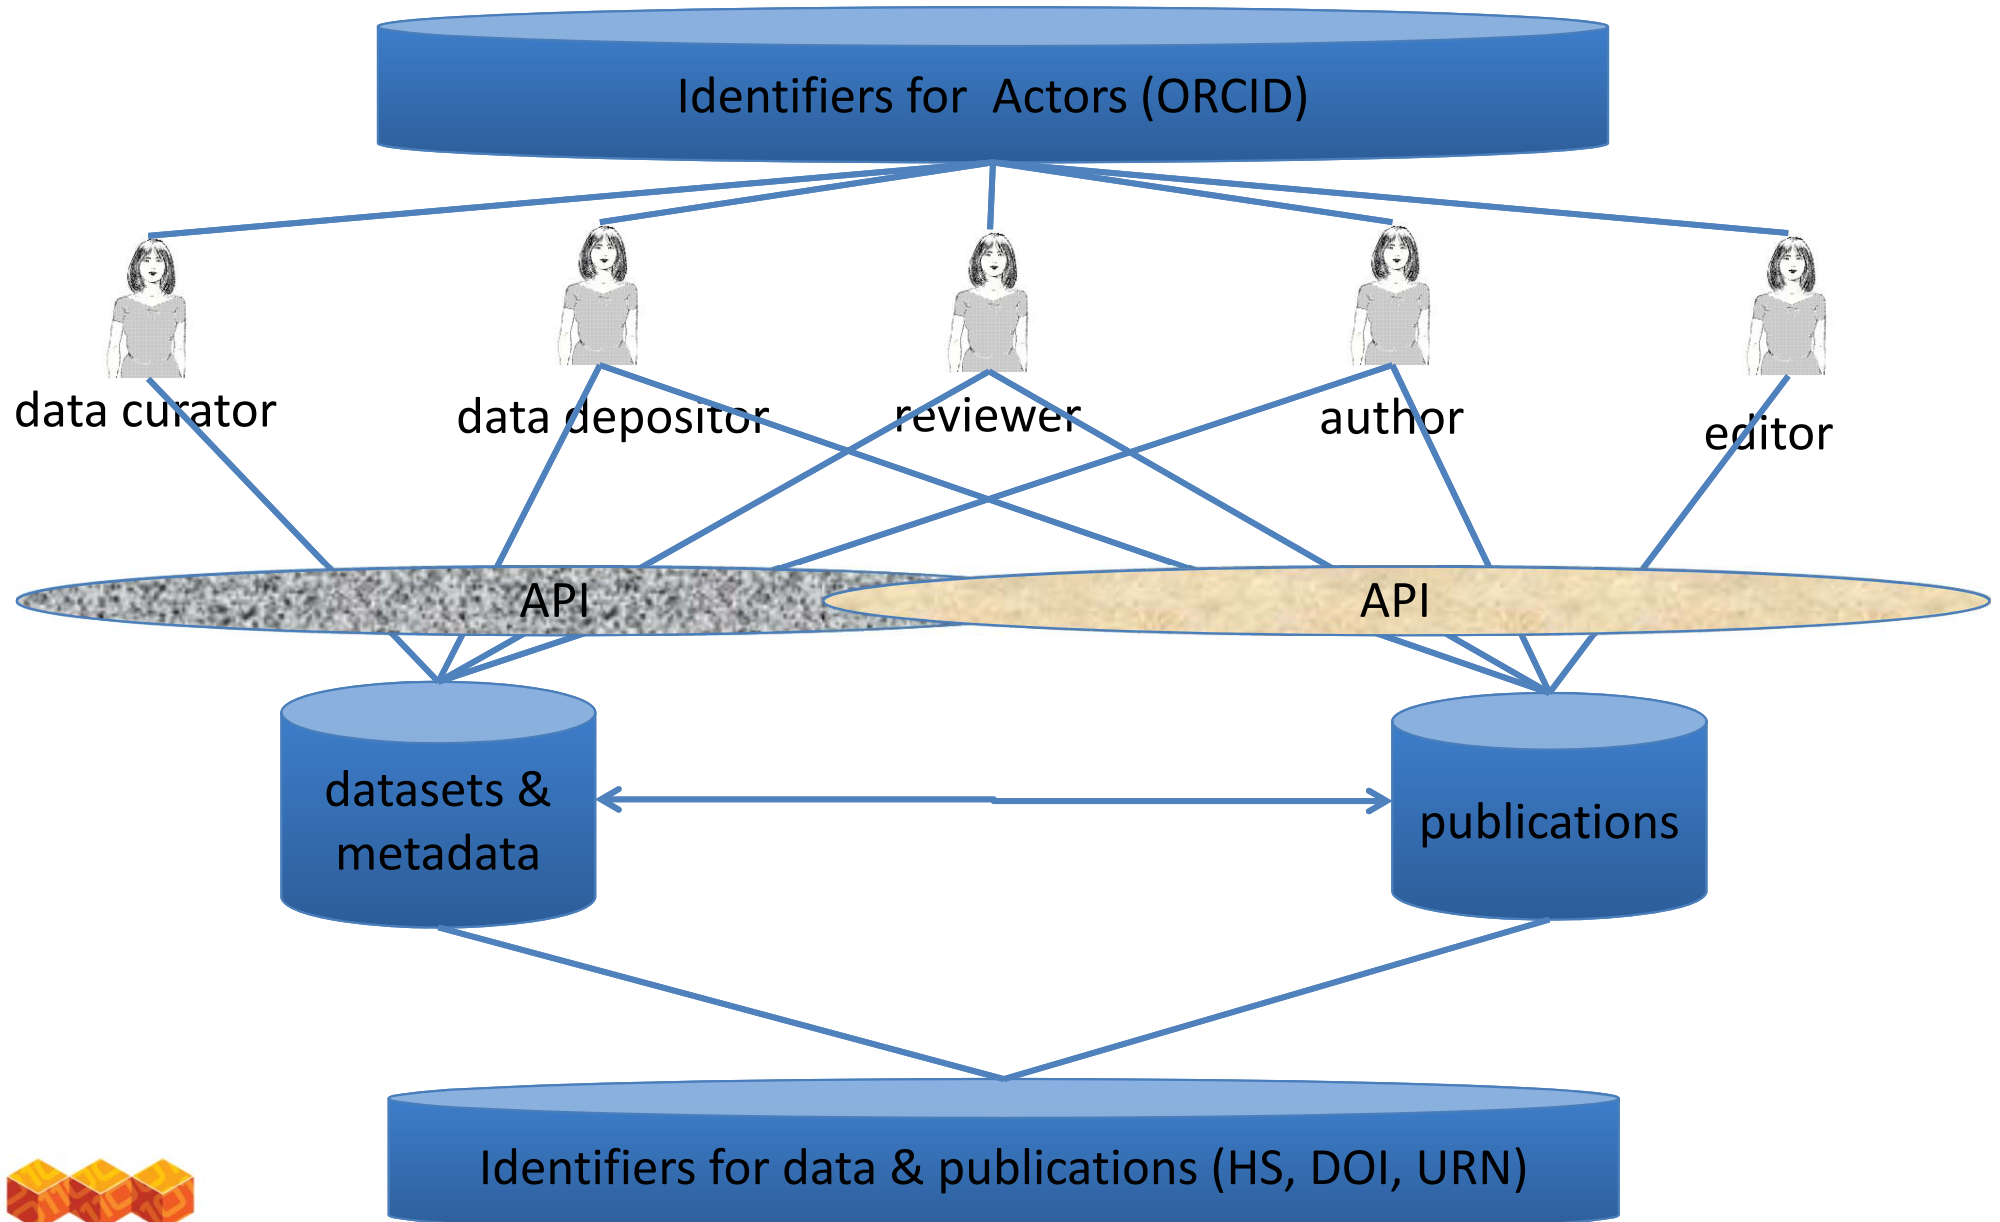 Identifiers for  Actors (ORCID)
data curator
data depositor
reviewer
author
editor
API
API
datasets &
metadata
publications
Identifiers for data & publications (HS, DOI, URN)